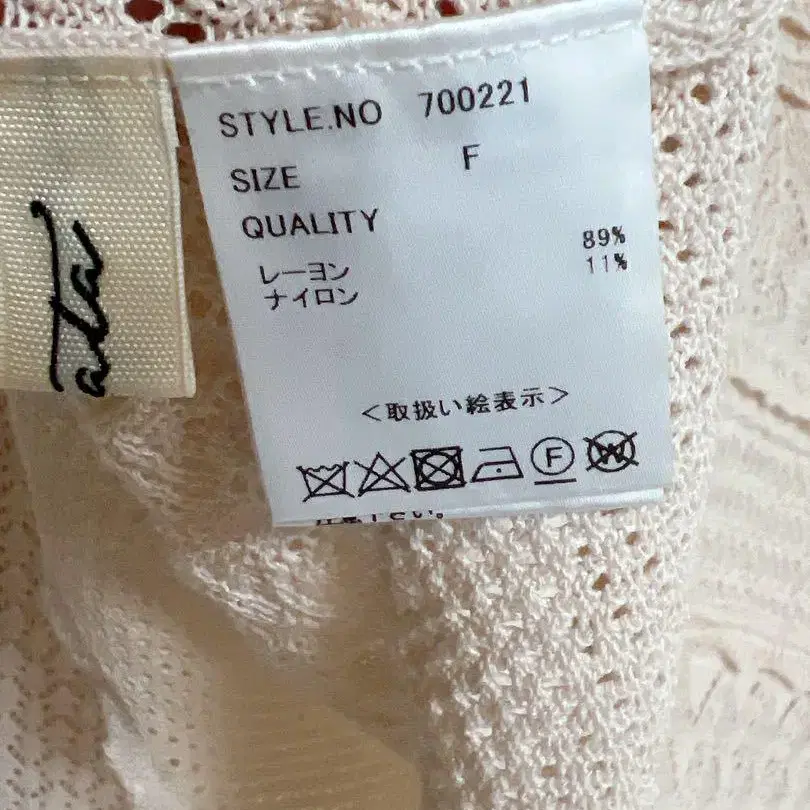 STYLE.NO 700221
SIZE F
QUALITY
レーヨン 89%
ナイロン 11%
<取扱い絵表示>
F W
ata